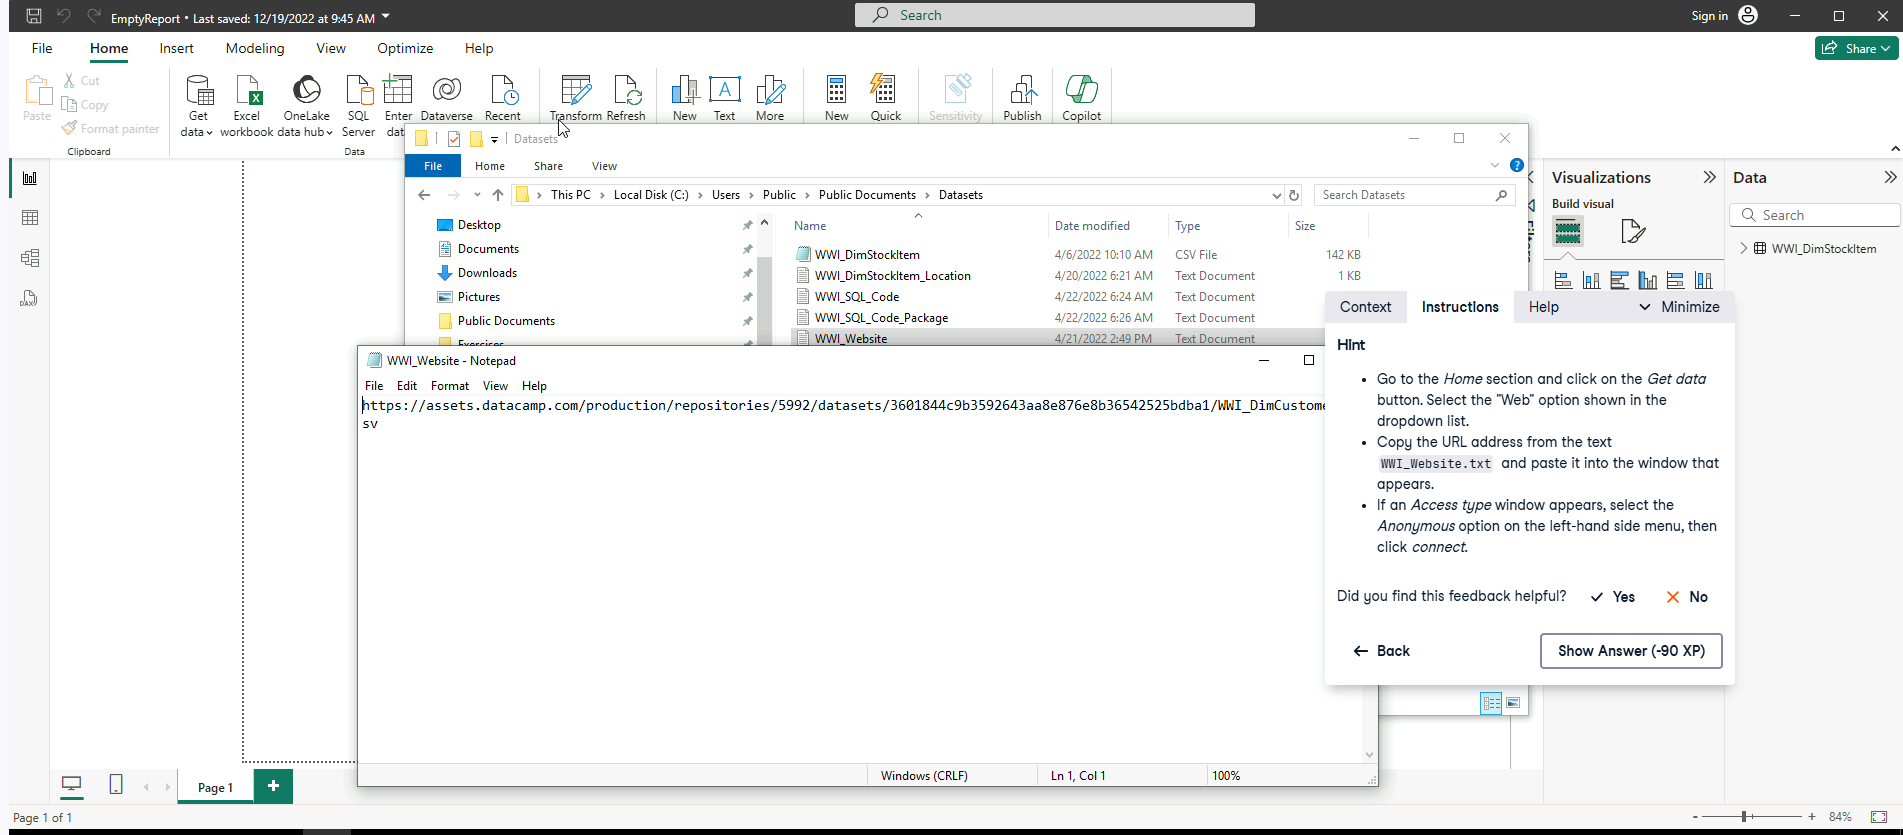 EmptyReport • Last saved: 12/19/2022 at 9:45 AM
Search
Sign in
File Home Insert Modeling View Optimize Help
Share
Paste
Cut
Copy
Format painter
Clipboard
Get data
Excel workbook
OneLake data hub
SQL Server
Enter
Dataverse
Recent
Data
Transform
Refresh
New
Text
More
New
Quick
Sensitivity
Publish
Copilot
Datasets
File Home Share View
This PC › Local Disk (C:) › Users › Public › Public Documents › Datasets
Search Datasets
Desktop
Documents
Downloads
Pictures
Public Documents
Exercises
Name Date modified Type Size
WWI_DimStockItem 4/6/2022 10:10 AM CSV File 142 KB
WWI_DimStockItem_Location 4/20/2022 6:21 AM Text Document 1 KB
WWI_SQL_Code 4/22/2022 6:24 AM Text Document
WWI_SQL_Code_Package 4/22/2022 6:26 AM Text Document
WWI_Website 4/21/2022 2:49 PM Text Document
WWI_Website - Notepad
File Edit Format View Help
https://assets.datacamp.com/production/repositories/5992/datasets/3601844c9b3592643aa8e876e8b36542525bdba1/WWI_DimCustome
sv
Windows (CRLF) Ln 1, Col 1 100%
Visualizations
Build visual
Data
Search
WWI_DimStockItem
Context Instructions Help Minimize
Hint
• Go to the Home section and click on the Get data
button. Select the "Web" option shown in the
dropdown list.
• Copy the URL address from the text
WWI_Website.txt and paste it into the window that
appears.
• If an Access type window appears, select the
Anonymous option on the left-hand side menu, then
click connect.
Did you find this feedback helpful? Yes No
Back
Show Answer (-90 XP)
Page 1
Page 1 of 1
84%